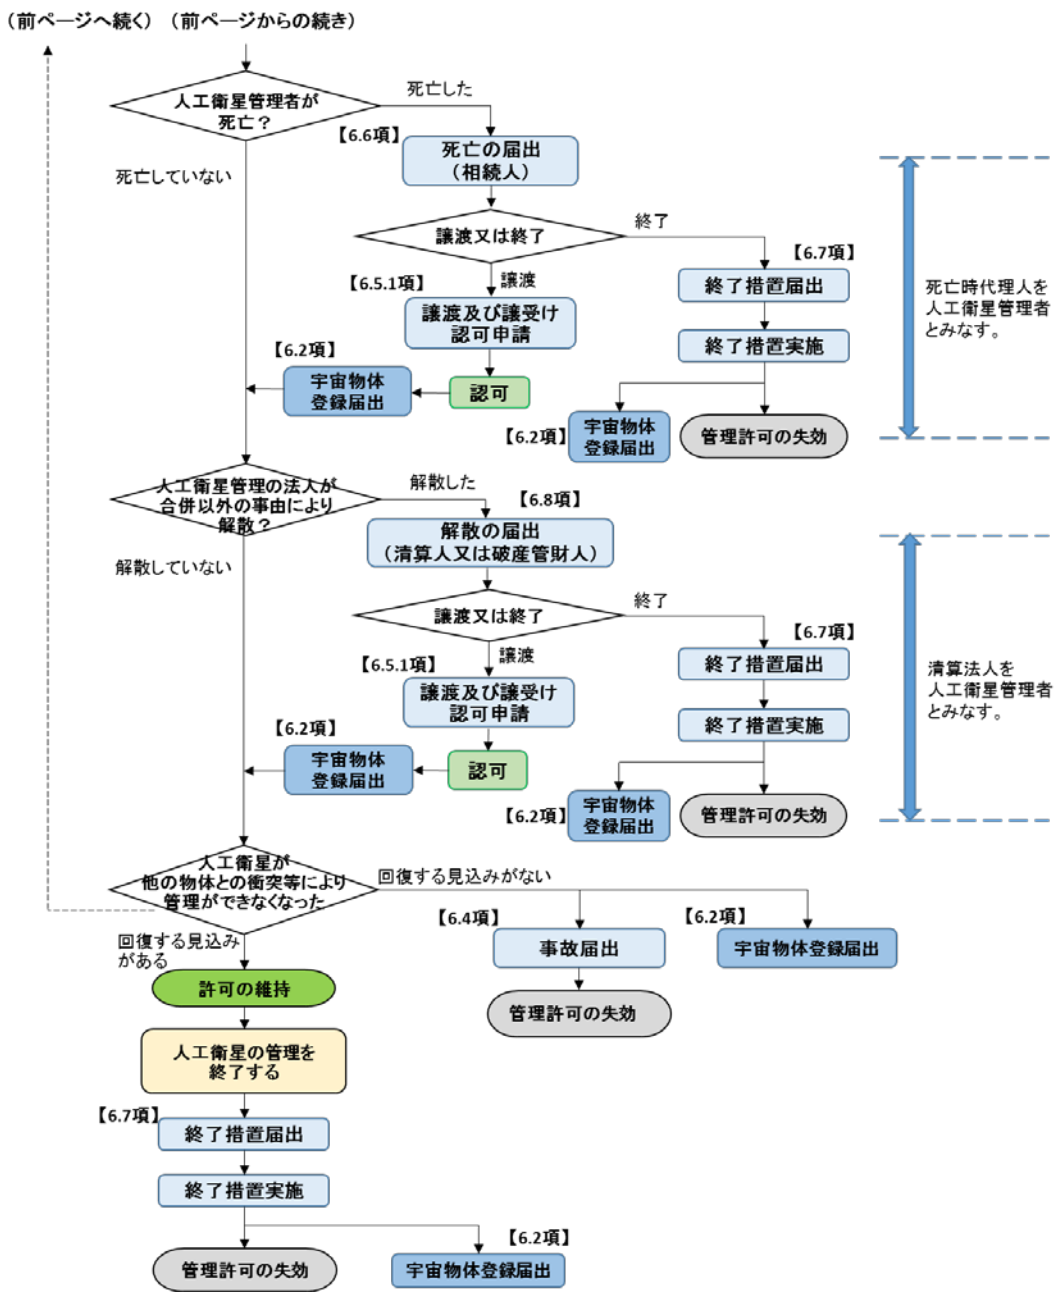 （前ページへ続く）（前ページからの続き）
人工衛星管理者が
死亡？
死亡した
死亡していない
【6.6項】
死亡の届出
（相続人）
譲渡又は終了
終了
譲渡
【6.5.1項】
譲渡及び譲受け
認可申請
認可
【6.2項】
宇宙物体
登録届出
【6.7項】
終了措置届出
終了措置実施
【6.2項】
宇宙物体
登録届出
管理許可の失効
死亡時代理人を
人工衛星管理者
とみなす。
人工衛星管理の法人が
合併以外の事由により
解散？
解散した
解散していない
【6.8項】
解散の届出
（清算人又は破産管財人）
譲渡又は終了
終了
譲渡
【6.5.1項】
譲渡及び譲受け
認可申請
認可
【6.2項】
宇宙物体
登録届出
【6.7項】
終了措置届出
終了措置実施
【6.2項】
宇宙物体
登録届出
管理許可の失効
清算法人を
人工衛星管理者
とみなす。
人工衛星が
他の物体との衝突等により
管理ができなくなった
回復する見込みがない
【6.4項】
事故届出
管理許可の失効
【6.2項】
宇宙物体登録届出
回復する見込み
がある
許可の維持
人工衛星の管理を
終了する
【6.7項】
終了措置届出
終了措置実施
管理許可の失効
【6.2項】
宇宙物体登録届出